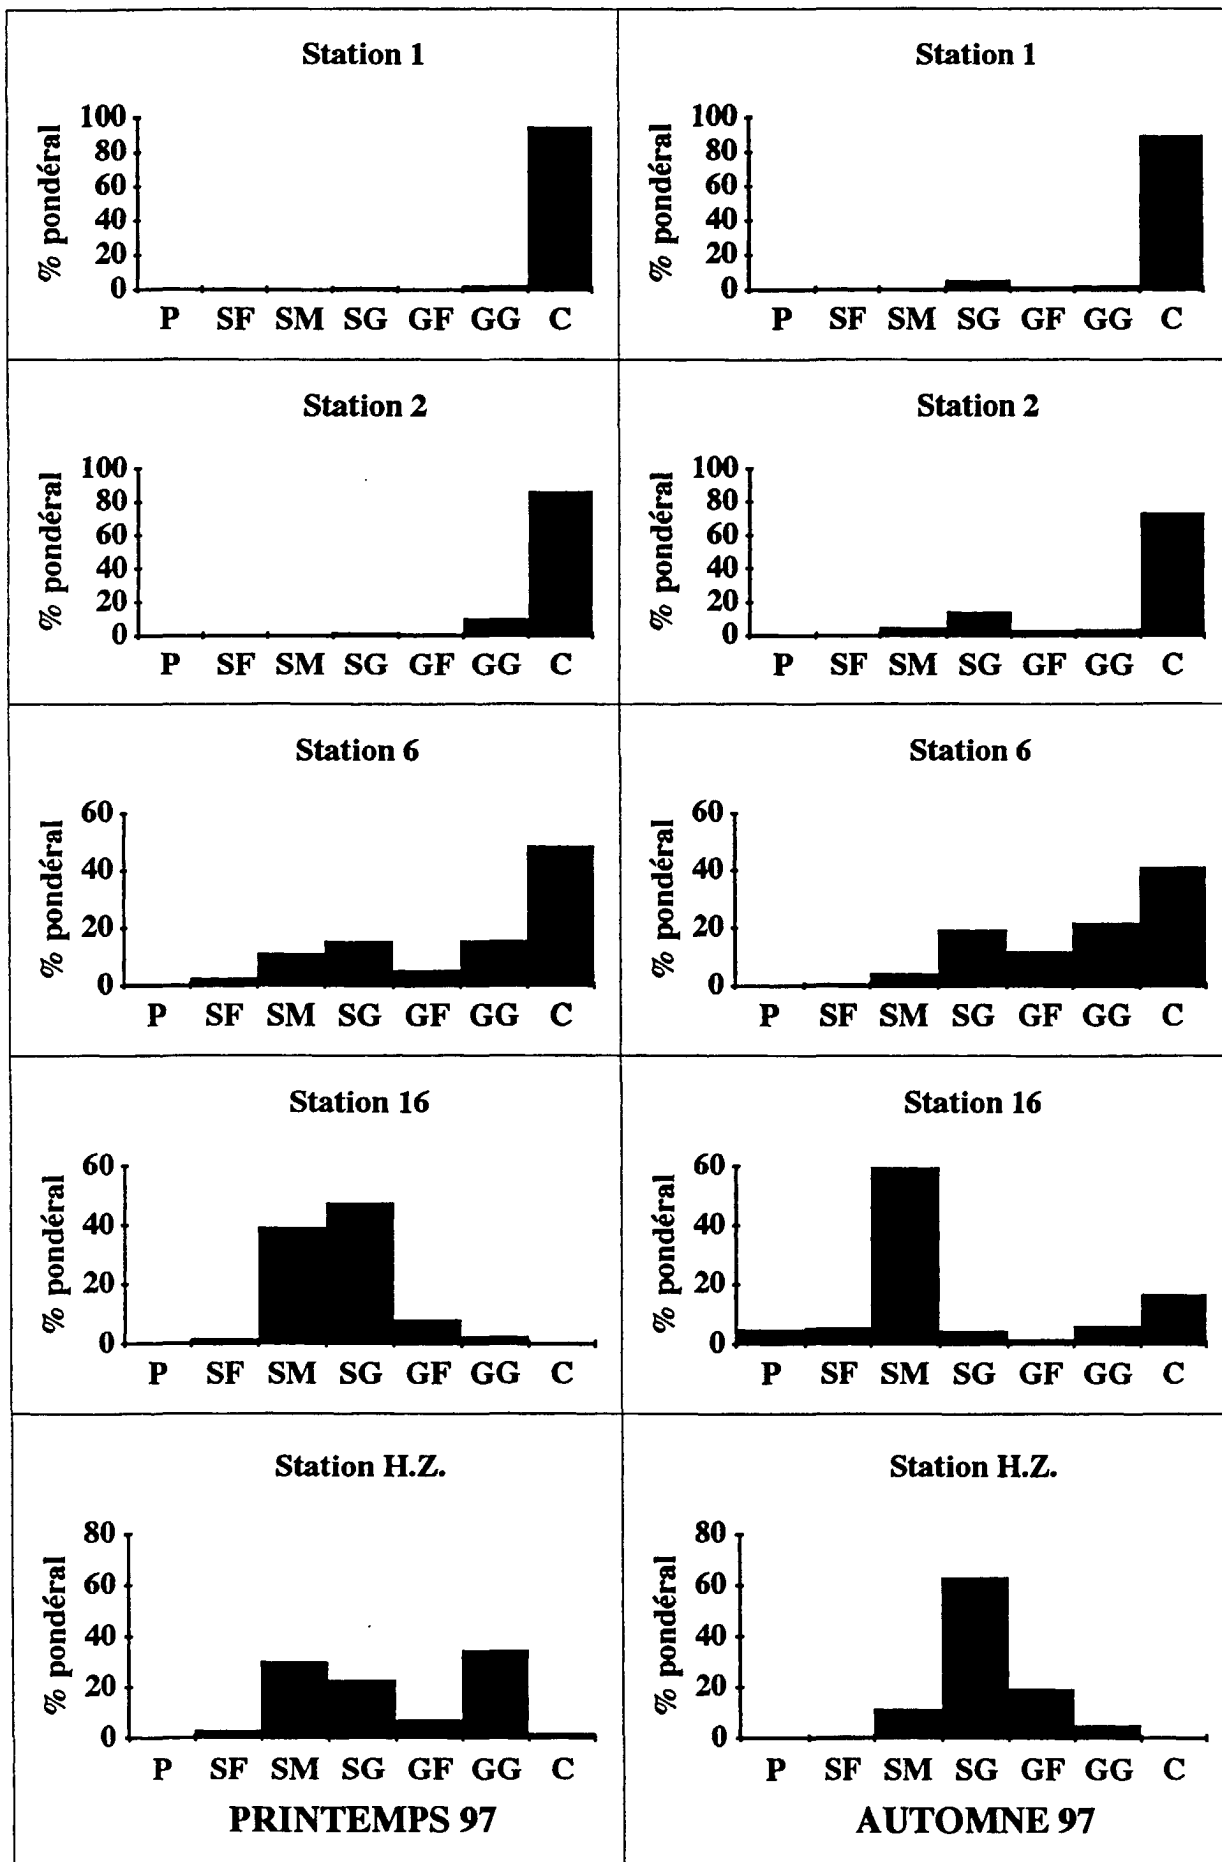 Station 1
% pondéral
100
80
60
40
20
0
P SF SM SG GF GG C
Station 1
% pondéral
100
80
60
40
20
0
P SF SM SG GF GG C
Station 2
% pondéral
100
80
60
40
20
0
P SF SM SG GF GG C
Station 2
% pondéral
100
80
60
40
20
0
P SF SM SG GF GG C
Station 6
% pondéral
60
40
20
0
P SF SM SG GF GG C
Station 6
% pondéral
60
40
20
0
P SF SM SG GF GG C
Station 16
% pondéral
60
40
20
0
P SF SM SG GF GG C
Station 16
% pondéral
60
40
20
0
P SF SM SG GF GG C
Station H.Z.
% pondéral
80
60
40
20
0
P SF SM SG GF GG C
PRINTEMPS 97
Station H.Z.
% pondéral
80
60
40
20
0
P SF SM SG GF GG C
AUTOMNE 97